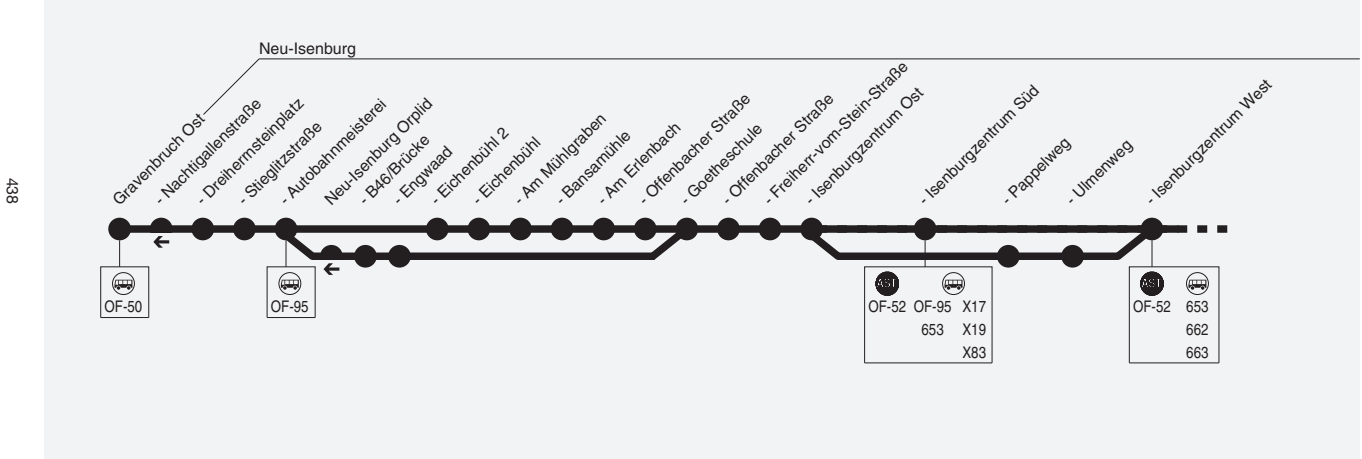 438
Neu-Isenburg
Gravenbruch Ost
- Nachtigallenstraße
- Dreiherrnsteinplatz
- Stieglitzstraße
- Autobahnmeisterei
Neu-Isenburg Orplid
- B46/Brücke
- Engwaad
- Eichenbühl 2
- Eichenbühl
- Am Mühlgraben
- Bansamühle
- Am Erlenbach
- Offenbacher Straße
- Goetheschule
- Offenbacher Straße
- Freiherr-vom-Stein-Straße
- Isenburgzentrum Ost
- Isenburgzentrum Süd
- Pappelweg
- Ulmenweg
- Isenburgzentrum West
OF-50
OF-95
AST
OF-52 OF-95 X17
653 X19
X83
AST
OF-52 653
662
663